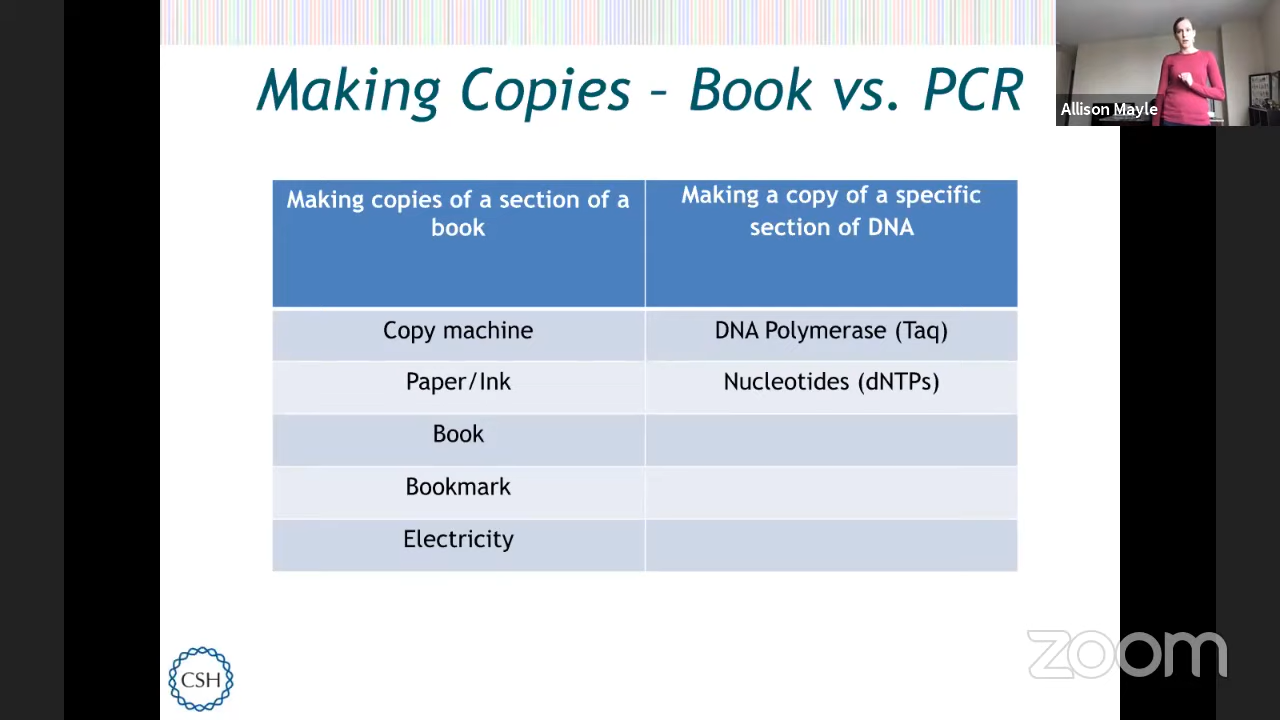 Making Copies – Book vs. PCR
Allison Mayle
Making copies of a section of a
book
Making a copy of a specific
section of DNA
Copy machine
DNA Polymerase (Taq)
Paper/Ink
Nucleotides (dNTPs)
Book
Bookmark
Electricity
CSH
zoom